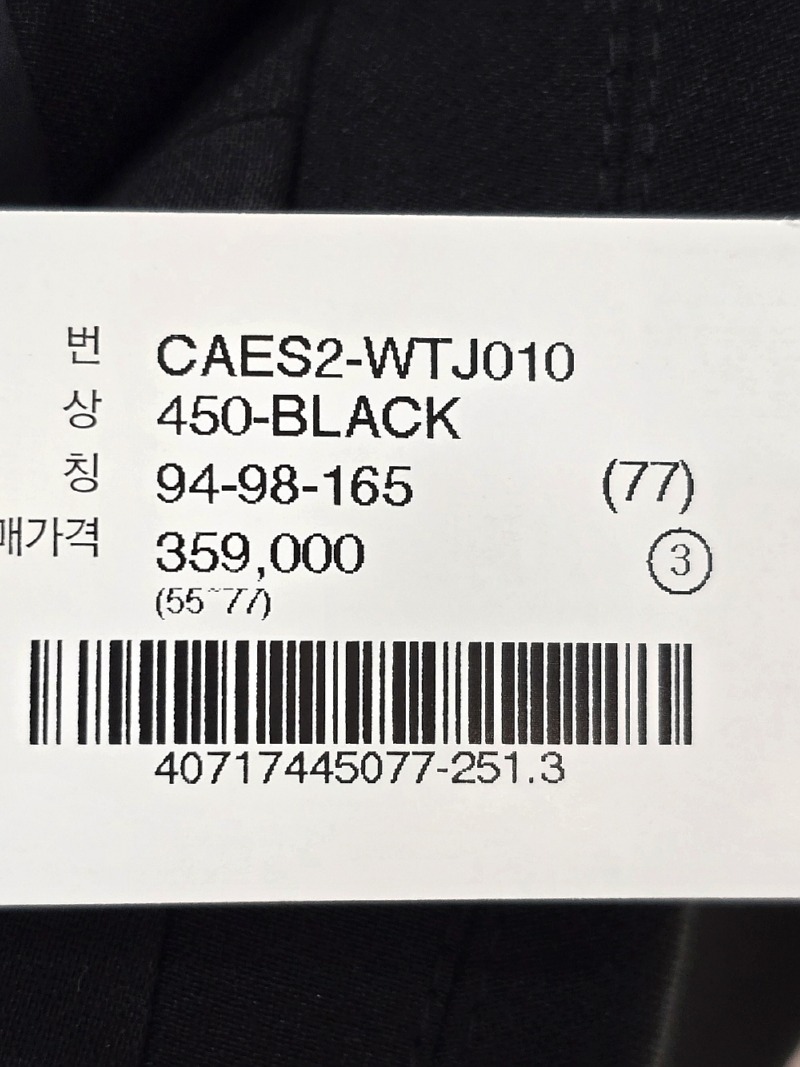 번 CAES2-WTJ010
상 450-BLACK
칭 94-98-165 (77)
매가격 359,000 ③
(55~77)
40717445077-251.3